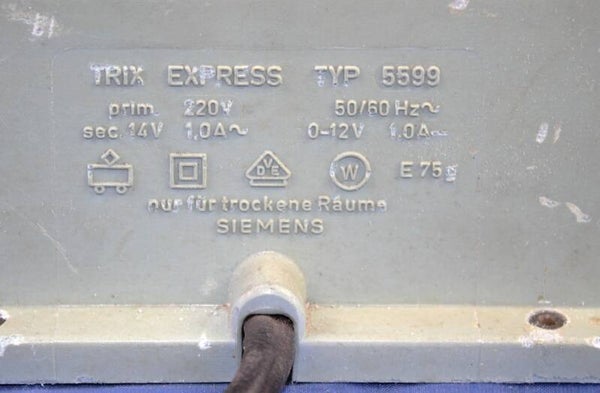 TRIX EXPRESS TYP 5599
prim. 220V 50/60 Hz~
sec. 14V 1,0A~ 0-12V 1,0A⎓
VDE W E 75
nur für trockene Räume
SIEMENS